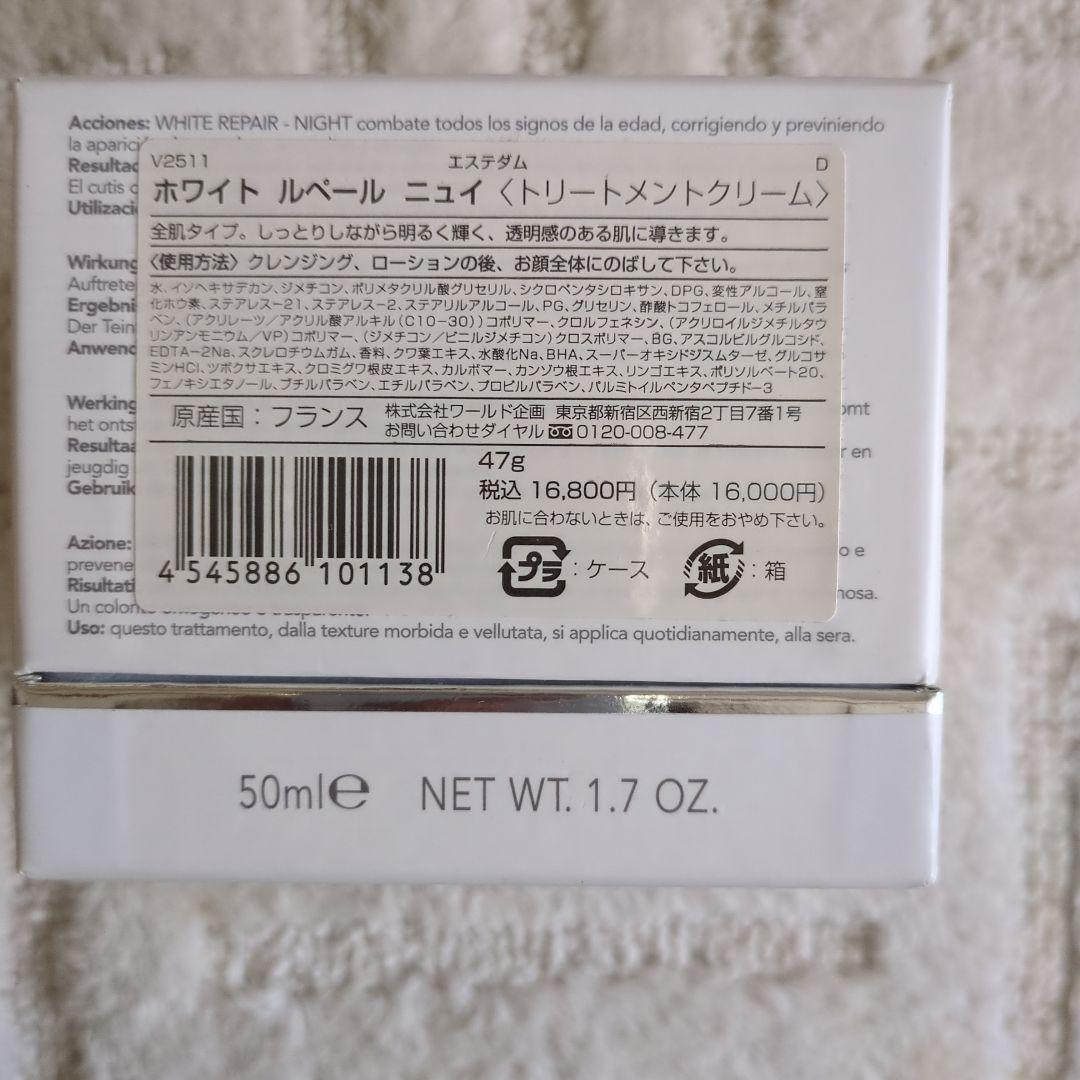 Acciones: WHITE REPAIR - NIGHT combate todos los signos de la edad, corrigiendo y previniendo
la
El cutis
Wirkung
Auftrete
Der Tein
Werking
omt
het
r en
jeugdig
Azione:
o e
prevene
Un
Uso: questo trattamento, dalla texture morbida e vellutata, si applica quotidianamente, alla sera.
V2511 エステダム D
ホワイト ルペール ニュイ〈トリートメントクリーム〉
全肌タイプ。しっとりしながら明るく輝く、透明感のある肌に導きます。
〈使用方法〉クレンジング、ローションの後、お顔全体にのばして下さい。
水、イソヘキサデカン、ジメチコン、ポリメタクリル酸グリセリル、シクロペンタシロキサン、DPG、変性アルコール、窒
化ホウ素、ステアレス-21、ステアレス-2、ステアリルアルコール、PG、グリセリン、酢酸トコフェロール、メチルパラ
ベン、(アクリレーツ/アクリル酸アルキル(C10-30))コポリマー、クロルフェネシン、(アクリロイルジメチルタウ
リンアンモニウム/VP)コポリマー、(ジメチコン/ビニルジメチコン)クロスポリマー、BG、アスコルビルグルコシド、
EDTA-2Na、スクレロチウムガム、香料、クワ葉エキス、水酸化Na、BHA、スーパーオキシドジスムターゼ、グルコサ
ミンHCl、ツボクサエキス、クロミグワ根皮エキス、カルボマー、カンゾウ根エキス、リンゴエキス、ポリソルベート20、
フェノキシエタノール、ブチルパラベン、エチルパラベン、プロピルパラベン、パルミトイルペンタペプチド-3
原産国:フランス 株式会社ワールド企画 東京都新宿区西新宿2丁目7番1号
お問い合わせダイヤル 0120-008-477
47g
税込 16,800円 (本体 16,000円)
お肌に合わないときは、ご使用をおやめ下さい。
4 545886 101138
プラ:ケース 紙:箱
50ml℮ NET WT. 1.7 OZ.